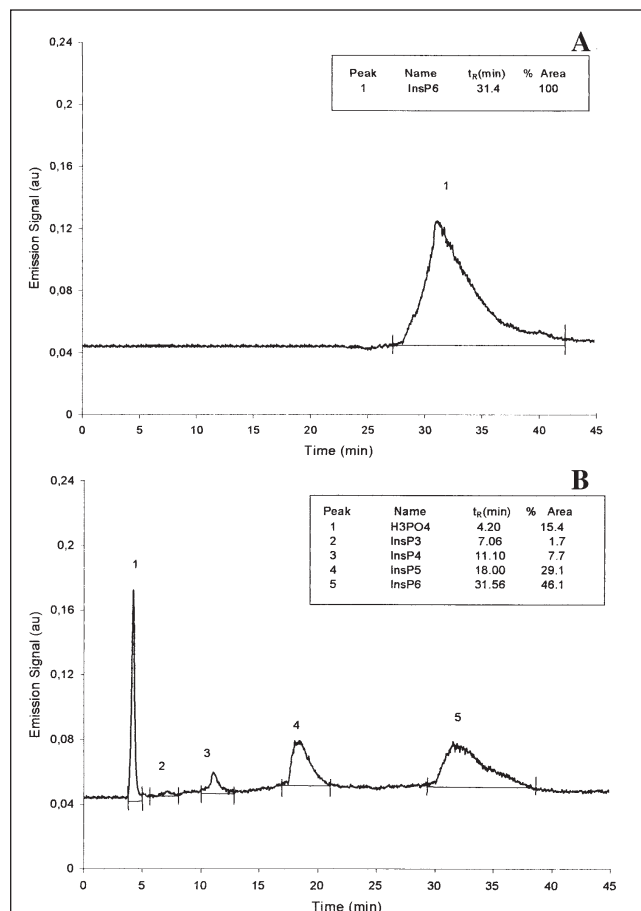 A
0,24
Peak Name tR(min) % Area
1 InsP6 31.4 100
0,2
0,16
1
0,12
0,08
0,04
0
Emission Signal (au)
0 5 10 15 20 25 30 35 40 45
Time (min)
B
0,24
Peak Name tR(min) % Area
1 H3PO4 4.20 15.4
2 InsP3 7.06 1.7
3 InsP4 11.10 7.7
4 InsP5 18.00 29.1
5 InsP6 31.56 46.1
0,2
1
0,16
0,12
4
5
3
2
0,08
0,04
0
Emission Signal (au)
0 5 10 15 20 25 30 35 40 45
Time (min)